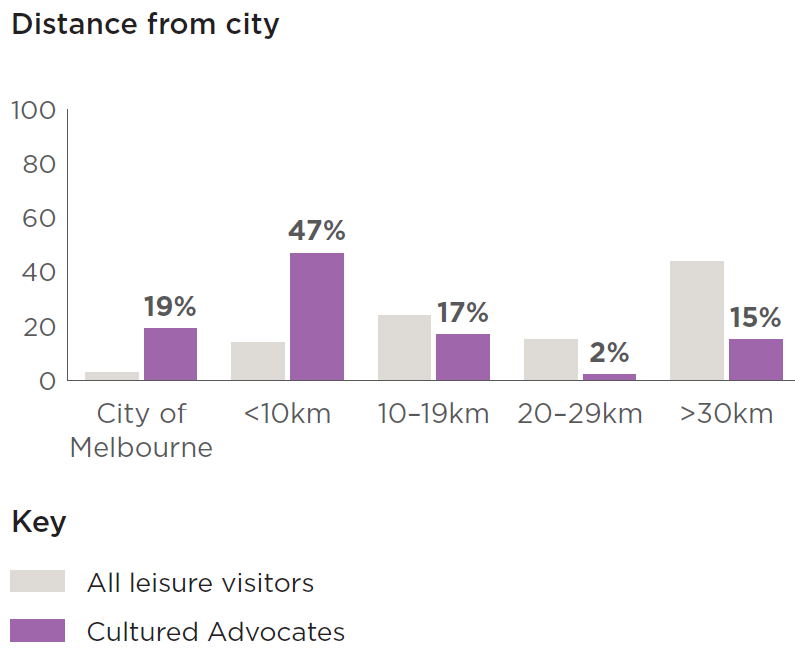 Distance from city
100
80
60
40
20
0
19%
47%
17%
2%
15%
City of
Melbourne
<10km
10–19km
20–29km
>30km
Key
All leisure visitors
Cultured Advocates